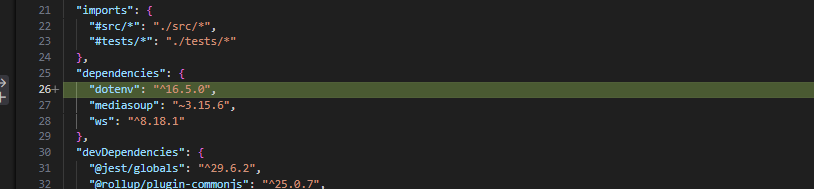 21 "imports": {
22 "#src/*": "./src/*",
23 "#tests/*": "./tests/*"
24 },
25 "dependencies": {
26+ "dotenv": "^16.5.0",
27 "mediasoup": "~3.15.6",
28 "ws": "^8.18.1"
29 },
30 "devDependencies": {
31 "@jest/globals": "^29.6.2",
32 "@rollup/plugin-commonjs": "^25.0.7",